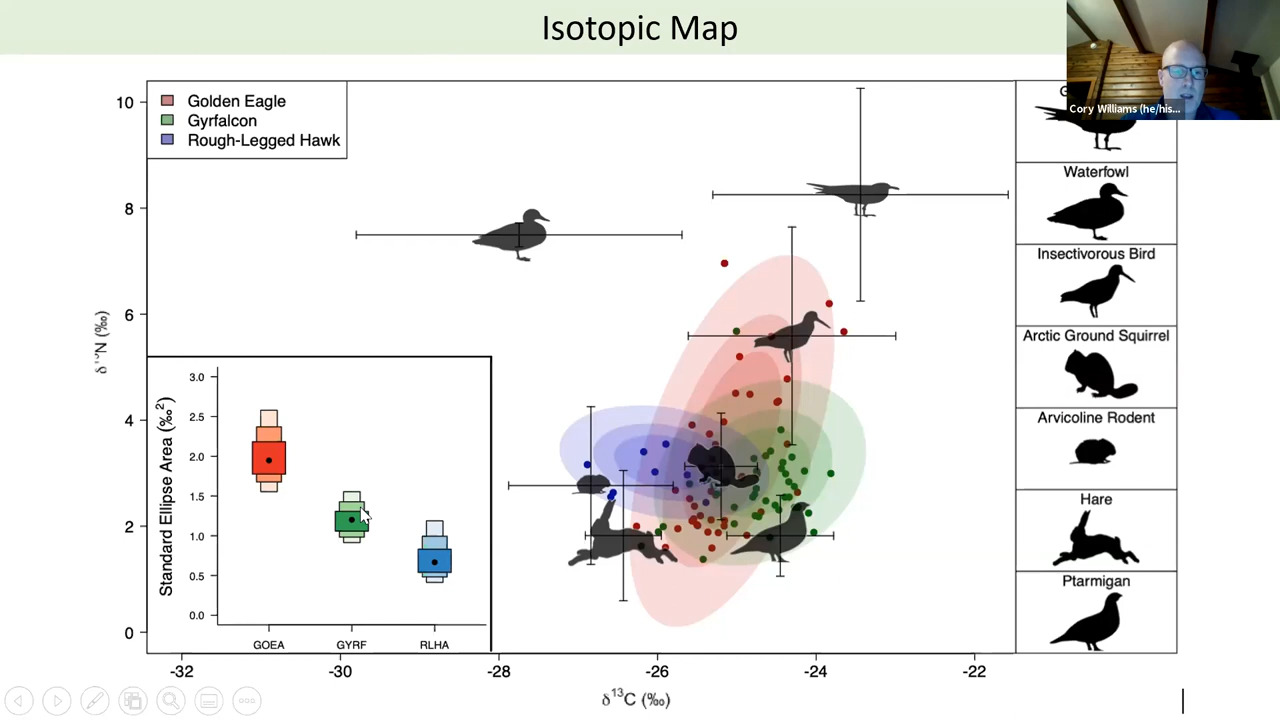 Isotopic Map
Cory Williams (he/his...
Golden Eagle
Gyrfalcon
Rough-Legged Hawk
10
8
6
4
2
0
δ¹⁵N (‰)
-32
-30
-28
-26
-24
-22
δ¹³C (‰)
Standard Ellipse Area (‰²)
3.0
2.5
2.0
1.5
1.0
0.5
0.0
GOEA
GYRF
RLHA
Waterfowl
Insectivorous Bird
Arctic Ground Squirrel
Arvicoline Rodent
Hare
Ptarmigan